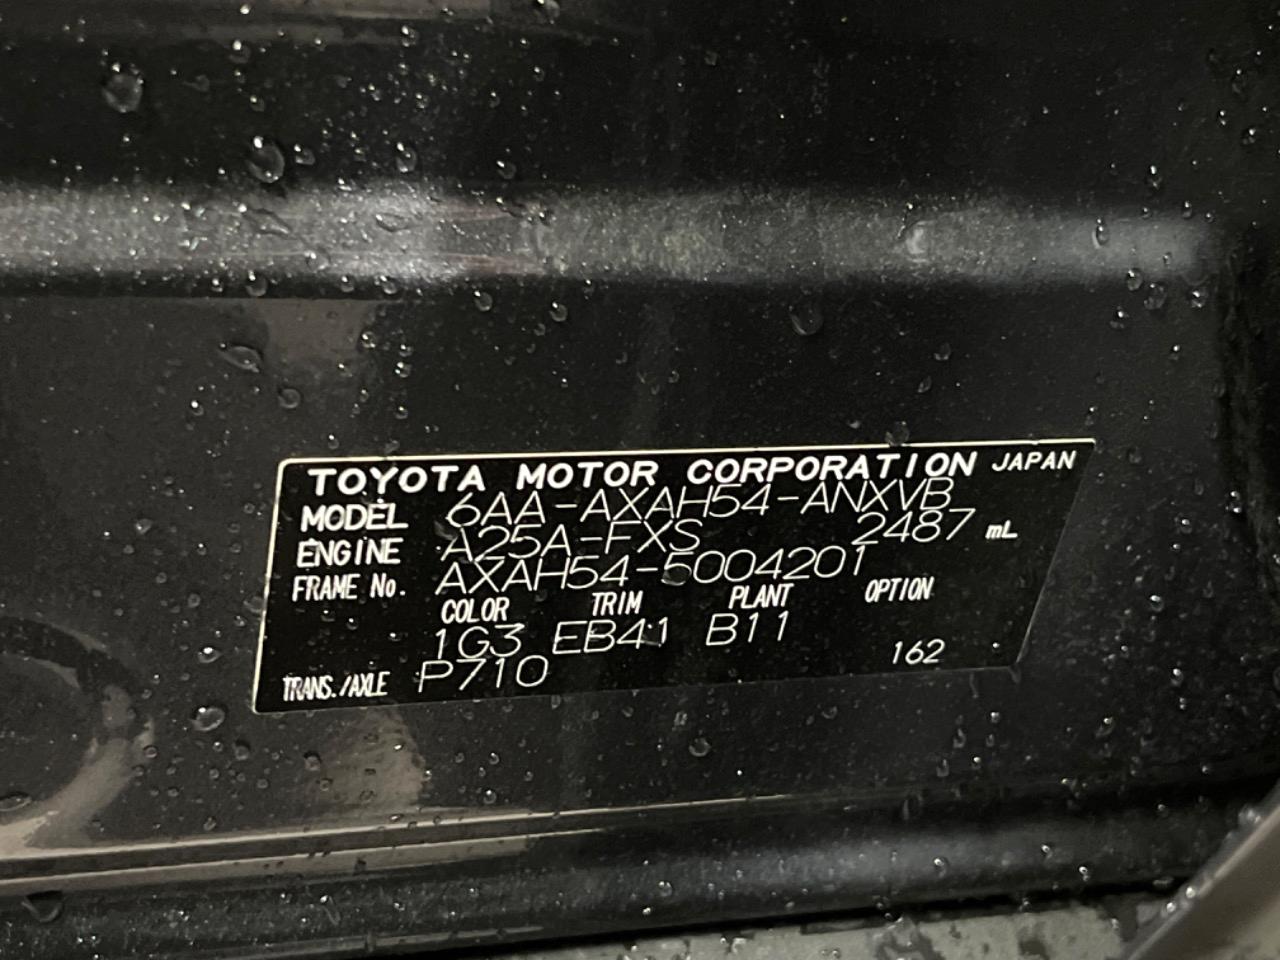 TOYOTA MOTOR CORPORATION JAPAN
MODEL 6AA-AXAH54-ANXVB
ENGINE A25A-FXS 2487 mL
FRAME No. AXAH54-5004201
COLOR TRIM PLANT OPTION
1G3 EB41 B11
TRANS./AXLE P710 162